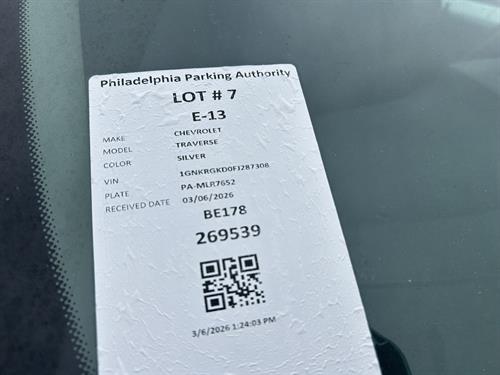 Philadelphia Parking Authority
LOT # 7
E-13
MAKE CHEVROLET
MODEL TRAVERSE
COLOR SILVER
VIN 1GNKRGKD0FJ287308
PLATE PA-MLR7652
RECEIVED DATE 03/06/2026
BE178
269539
3/6/2026 1:24:03 PM